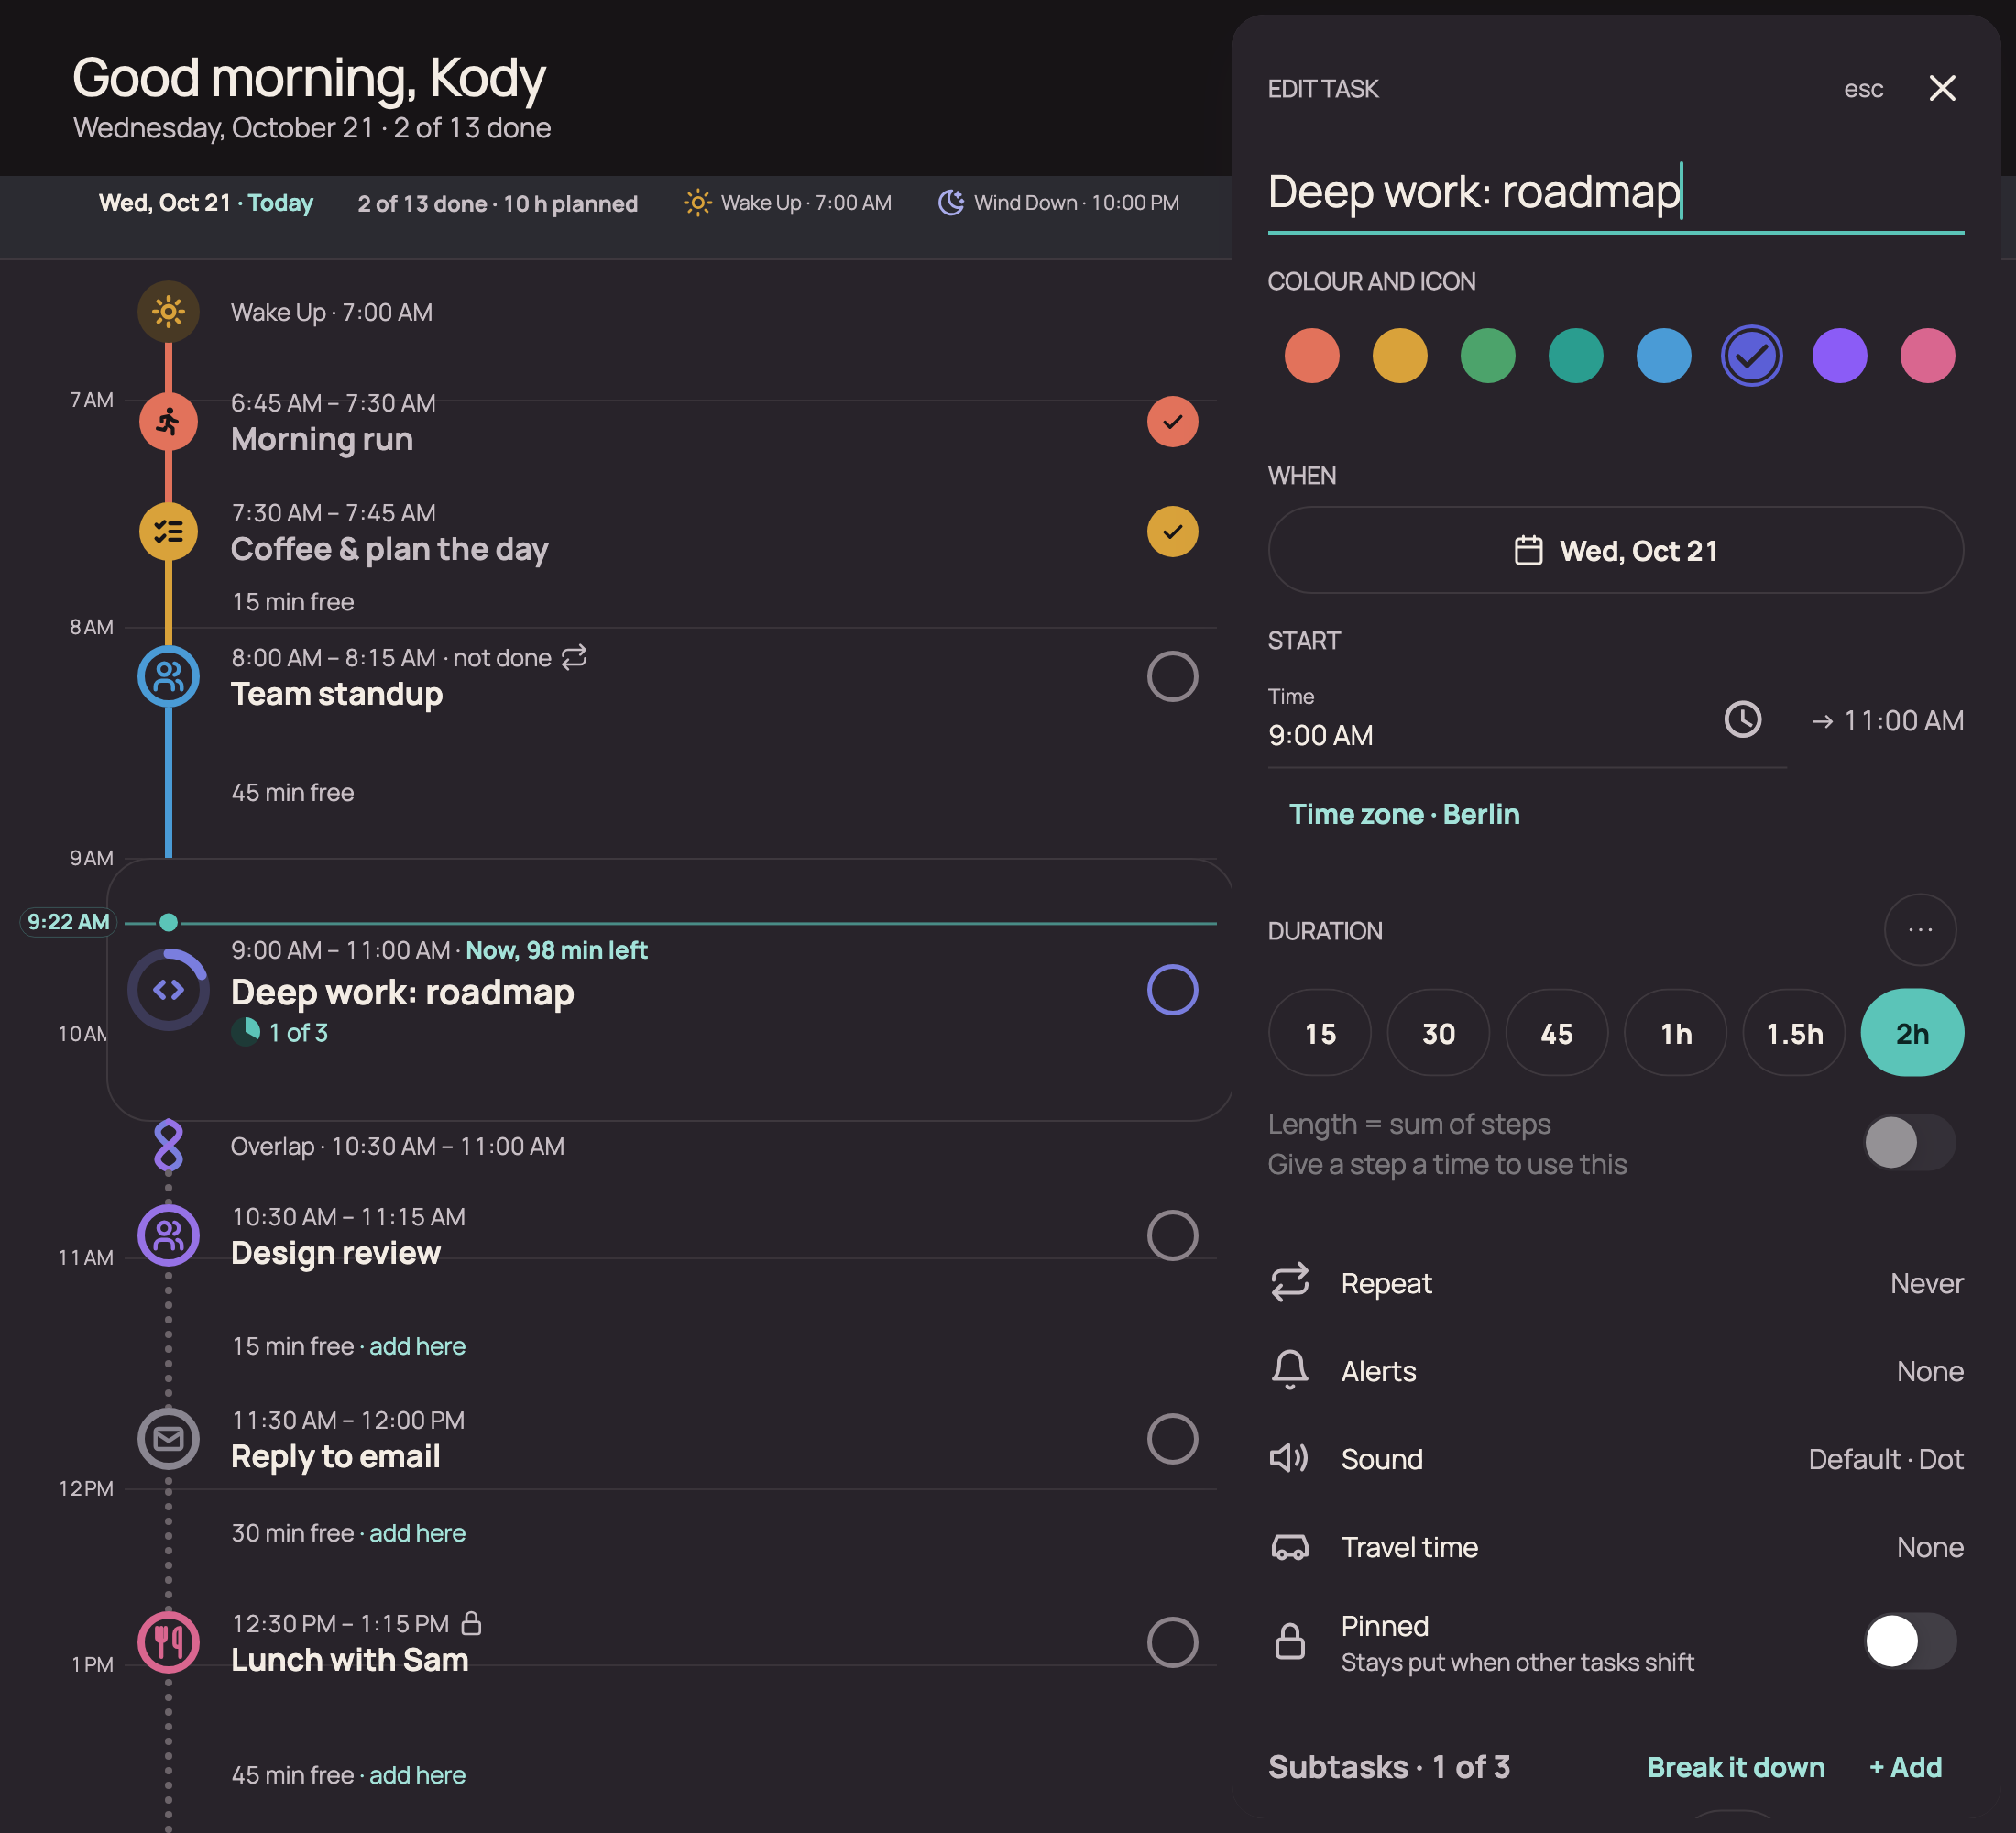 Good morning, Kody
Wednesday, October 21 · 2 of 13 done
Wed, Oct 21 · Today
2 of 13 done · 10 h planned
Wake Up · 7:00 AM
Wind Down · 10:00 PM
Wake Up · 7:00 AM
7 AM
6:45 AM – 7:30 AM
Morning run
7:30 AM – 7:45 AM
Coffee & plan the day
15 min free
8 AM
8:00 AM – 8:15 AM · not done
Team standup
45 min free
9 AM
9:22 AM
9:00 AM – 11:00 AM · Now, 98 min left
Deep work: roadmap
1 of 3
10 AM
Overlap · 10:30 AM – 11:00 AM
10:30 AM – 11:15 AM
Design review
11 AM
15 min free · add here
11:30 AM – 12:00 PM
Reply to email
12 PM
30 min free · add here
12:30 PM – 1:15 PM
Lunch with Sam
1 PM
45 min free · add here
EDIT TASK
esc
Deep work: roadmap
COLOUR AND ICON
WHEN
Wed, Oct 21
START
Time
9:00 AM
→ 11:00 AM
Time zone · Berlin
DURATION
...
15
30
45
1h
1.5h
2h
Length = sum of steps
Give a step a time to use this
Repeat
Never
Alerts
None
Sound
Default · Dot
Travel time
None
Pinned
Stays put when other tasks shift
Subtasks · 1 of 3
Break it down
+ Add